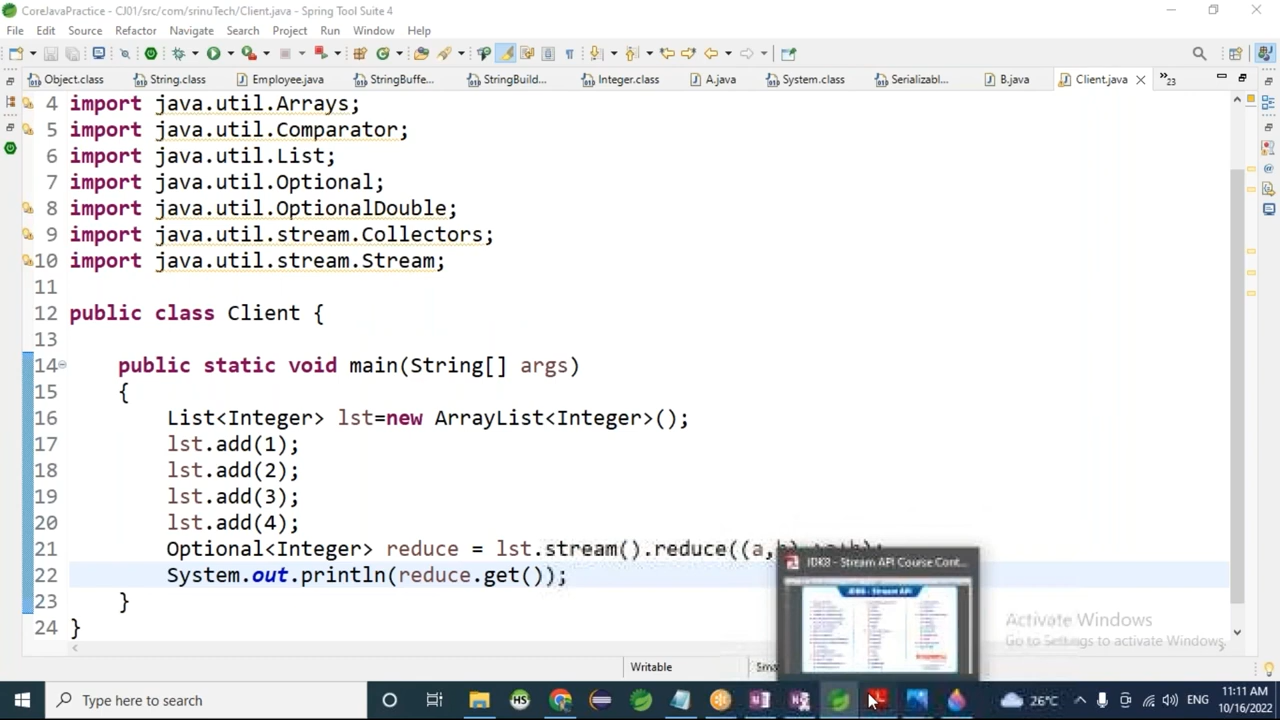 CoreJavaPractice - CJ01/src/com/srinuTech/Client.java - Spring Tool Suite 4
File Edit Source Refactor Navigate Search Project Run Window Help
Object.class String.class Employee.java StringBuffe... StringBuild... Integer.class A.java System.class Serializabl... B.java Client.java 23
4 import java.util.Arrays;
5 import java.util.Comparator;
6 import java.util.List;
7 import java.util.Optional;
8 import java.util.OptionalDouble;
9 import java.util.stream.Collectors;
10 import java.util.stream.Stream;
11
12 public class Client {
13
14 public static void main(String[] args)
15 {
16 List<Integer> lst=new ArrayList<Integer>();
17 lst.add(1);
18 lst.add(2);
19 lst.add(3);
20 lst.add(4);
21 Optional<Integer> reduce = lst.stream().reduce((a,
22 System.out.println(reduce.get());
23 }
24 }
JDK8 - Stream API Course Cont...
JDK8 - Stream API
Activate Windows
Go to Settings to activate Windows.
Writable
Type here to search
HS
26°C
ENG
11:11 AM
10/16/2022